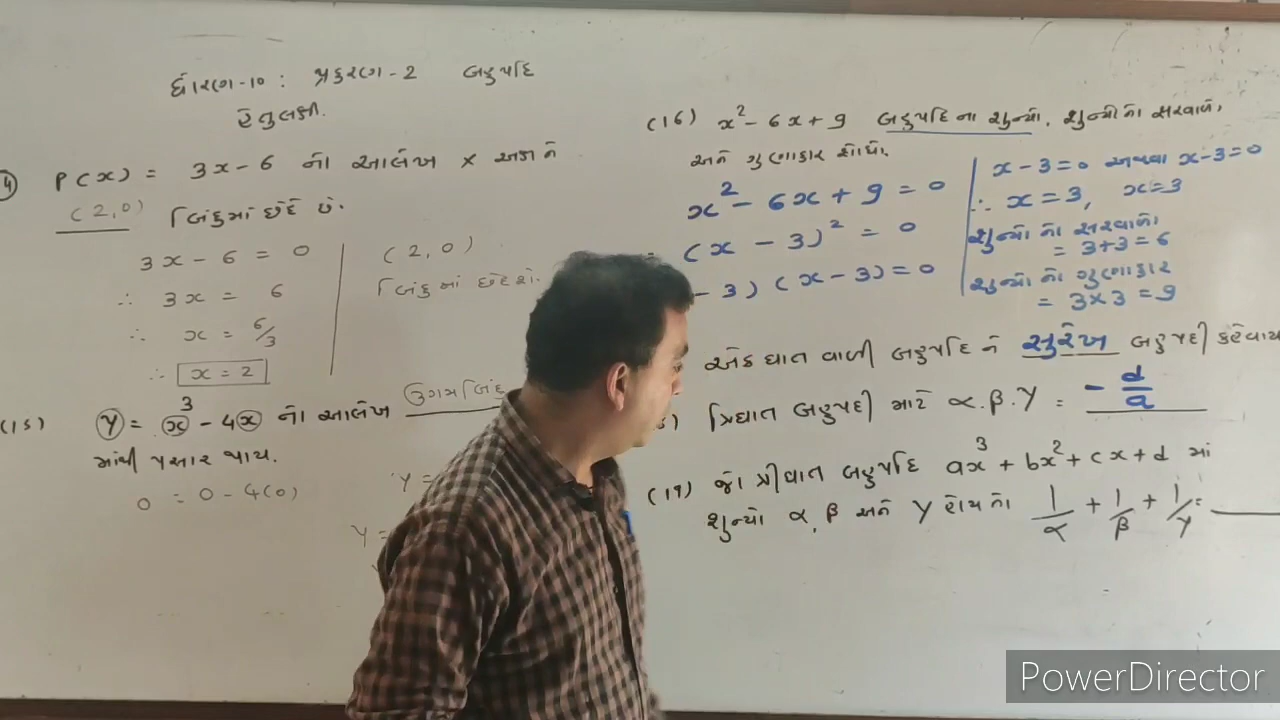 ધોરણ-૧૦ : પ્રકરણ-2 બહુપદિ
હેતુલક્ષી.
P(x) = 3x-6 નો આલેખ x અક્ષને
(2,0) બિંદુમાં છેદે છે.
3x - 6 = 0
∴ 3x = 6
∴ x = 6/3
∴ x = 2
(2,0)
બિંદુમાં છેદશે.
(15) y = x³ - 4x નો આલેખ ઉગમબિંદુ
માંથી પસાર થાય.
0 = 0 - 4(0)
y =
y =
(16) x² - 6x + 9 બહુપદિના શુન્યો, શુન્યોનો સરવાળો,
અને ગુણાકાર શોધો.
x² - 6x + 9 = 0
(x - 3)² = 0
- 3) (x - 3) = 0
x - 3 = 0 અથવા x - 3 = 0
∴ x = 3, x = 3
શુન્યોનો સરવાળો
= 3 + 3 = 6
શુન્યોનો ગુણાકાર
= 3 x 3 = 9
એક ઘાત વાળી બહુપદિને સુરેખ બહુપદી કહેવાય
) ત્રિઘાત બહુપદી માટે α.β.γ = - d/a
(19) જો ત્રીઘાત બહુપદિ ax³ + bx² + cx + d માં
શુન્યો α, β અને γ હોય તો 1/α + 1/β + 1/γ = ____
PowerDirector